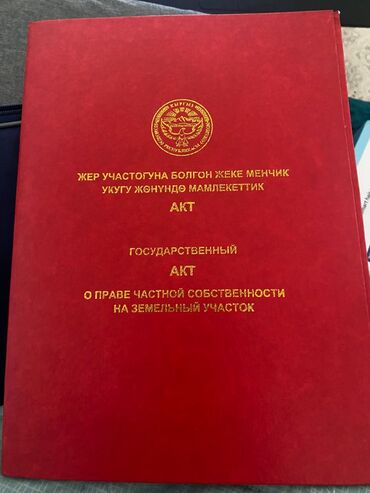 ЖЕР УЧАСТОГУНА БОЛГОН ЖЕКЕ МЕНЧИК
УКУГУ ЖӨНҮНДӨ МАМЛЕКЕТТИК
АКТ
ГОСУДАРСТВЕННЫЙ
АКТ
О ПРАВЕ ЧАСТНОЙ СОБСТВЕННОСТИ
НА ЗЕМЕЛЬНЫЙ УЧАСТОК